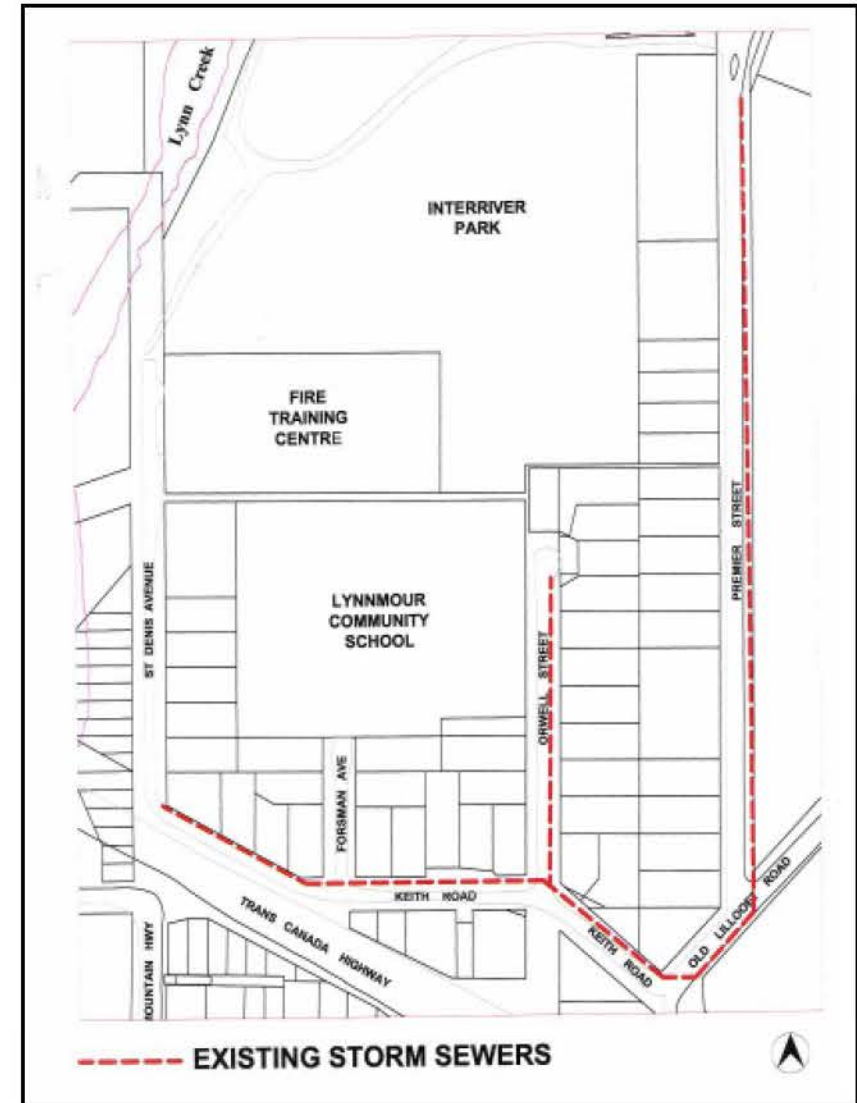 Lynn Creek
INTERRIVER
PARK
FIRE
TRAINING
CENTRE
LYNNMOUR
COMMUNITY
SCHOOL
ST DENIS AVENUE
ORWELL STREET
PREMIER STREET
FORSMAN AVE
KEITH ROAD
TRANS CANADA HIGHWAY
KEITH ROAD
OLD LILLOOET ROAD
MOUNTAIN HWY
EXISTING STORM SEWERS